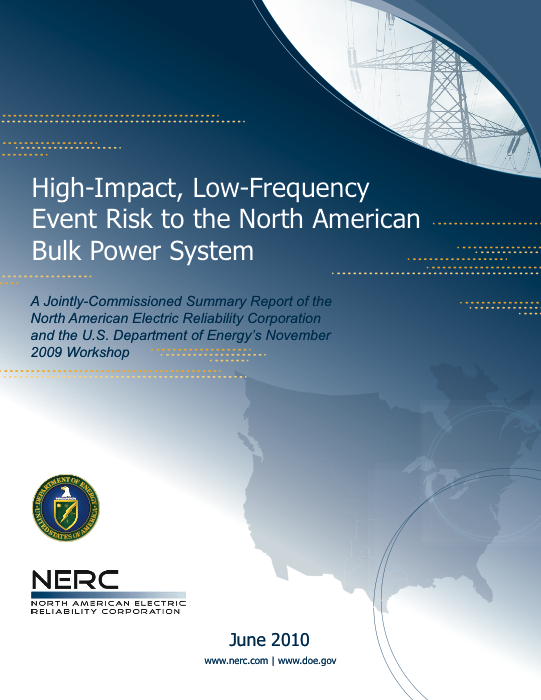 High-Impact, Low-Frequency
Event Risk to the North American
Bulk Power System
A Jointly-Commissioned Summary Report of the
North American Electric Reliability Corporation
and the U.S. Department of Energy's November
2009 Workshop
DEPARTMENT OF ENERGY
UNITED STATES OF AMERICA
NERC
NORTH AMERICAN ELECTRIC
RELIABILITY CORPORATION
June 2010
www.nerc.com | www.doe.gov